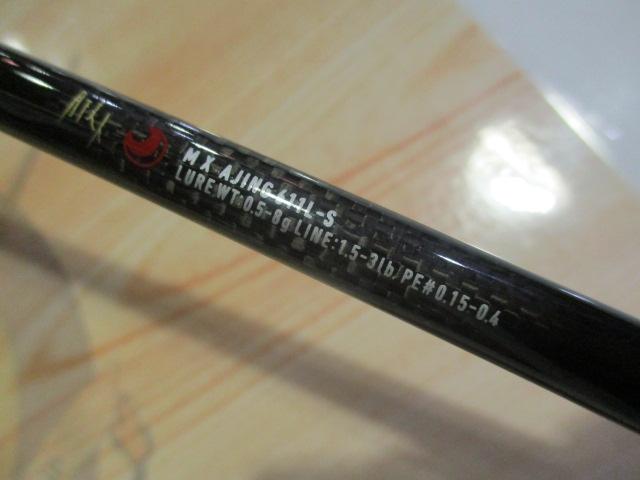 MX AJING 611L-S
LURE WT:0.5-8g LINE:1.5-3lb/PE#0.15-0.4